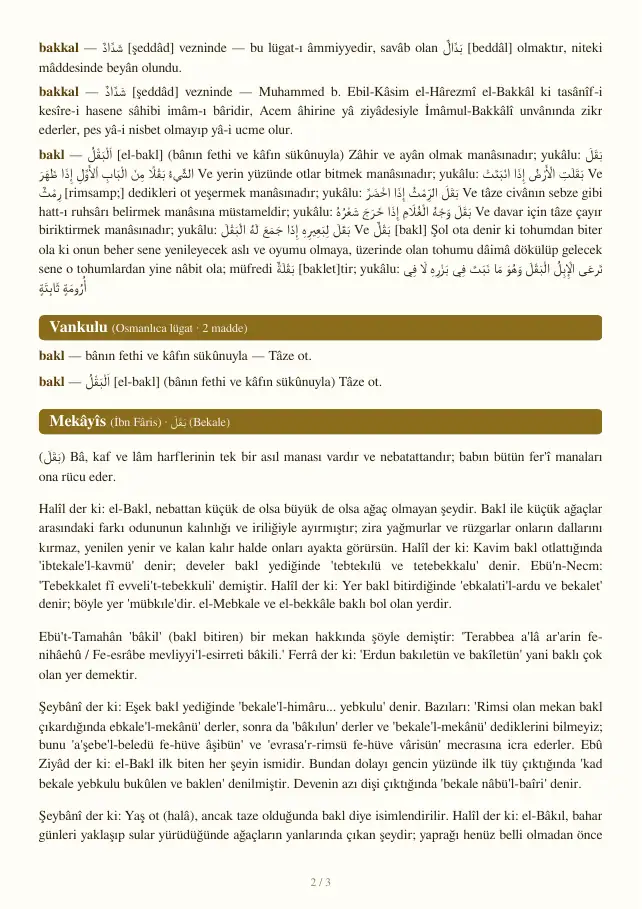 bakkal — شَدَّادٌ [şeddâd] vezninde — bu lügat-ı âmmiyyedir, savâb olan بَدَّالٌ [beddâl] olmaktır, niteki
mâddesinde beyân olundu.
bakkal — شَدَّادٌ [şeddâd] vezninde — Muhammed b. Ebil-Kâsim el-Hârezmî el-Bakkâl ki tasânîf-i
kesîre-i hasene sâhibi imâm-ı bâridir, Acem âhirine yâ ziyâdesiyle İmâmul-Bakkâlî unvânında zikr
ederler, pes yâ-i nisbet olmayıp yâ-i ucme olur.
bakl — اَلْبَقْلُ [el-bakl] (bânın fethi ve kâfın sükûnuyla) Zâhir ve ayân olmak manâsınadır; yukâlu: بَقَلَ
الشَّيْءُ بَقْلًا مِنَ الْبَابِ الْأَوَّلِ إِذَا ظَهَرَ Ve yerin yüzünde otlar bitmek manâsınadır; yukâlu: بَقَلَتِ الْأَرْضُ إِذَا انْبَتَتْ Ve
رِمْثٌ [rimsamp;] dedikleri ot yeşermek manâsınadır; yukâlu: بَقَلَ الرِّمْثُ إِذَا اخْضَرَّ Ve tâze civânın sebze gibi
hatt-ı ruhsârı belirmek manâsına müstameldir; yukâlu: بَقَلَ وَجْهُ الْغُلَامِ إِذَا خَرَجَ شَعْرُهُ Ve davar için tâze çayır
biriktirmek manâsınadır; yukâlu: بَقَلَ لِبَعِيرِهِ إِذَا جَمَعَ لَهُ الْبَقْلَ Ve بَقْلٌ [bakl] Şol ota denir ki tohumdan biter
ola ki onun beher sene yenileyecek aslı ve oyumu olmaya, üzerinde olan tohumu dâimâ dökülüp gelecek
sene o tohumlardan yine nâbit ola; müfredi بَقْلَةٌ [baklet]tir; yukâlu: تَرعَى الْإِبِلُ الْبَقْلَ وَهُوَ مَا نَبَتَ فِي بَزْرِهِ لَا فِي
أُرُومَةٍ ثَابِتَةٍ
Vankulu (Osmanlıca lügat · 2 madde)
bakl — bânın fethi ve kâfın sükûnuyla — Tâze ot.
bakl — اَلْبَقْلُ [el-bakl] (bânın fethi ve kâfın sükûnuyla) Tâze ot.
Mekâyîs (İbn Fâris) · بَقَلَ (Bekale)
(بَقَلَ) Bâ, kaf ve lâm harflerinin tek bir asıl manası vardır ve nebatattandır; babın bütün fer'î manaları
ona rücu eder.
Halîl der ki: el-Bakl, nebattan küçük de olsa büyük de olsa ağaç olmayan şeydir. Bakl ile küçük ağaçlar
arasındaki farkı odununun kalınlığı ve iriliğiyle ayırmıştır; zira yağmurlar ve rüzgarlar onların dallarını
kırmaz, yenilen yenir ve kalan kalır halde onları ayakta görürsün. Halîl der ki: Kavim bakl otlattığında
'ibtekale'l-kavmü' denir; develer bakl yediğinde 'tebtekılü ve tetebekkalu' denir. Ebü'n-Necm:
'Tebekkalet fî evveli't-tebekkuli' demiştir. Halîl der ki: Yer bakl bitirdiğinde 'ebkalati'l-ardu ve bekalet'
denir; böyle yer 'mübkıle'dir. el-Mebkale ve el-bekkâle baklı bol olan yerdir.
Ebü't-Tamahân 'bâkil' (bakl bitiren) bir mekan hakkında şöyle demiştir: 'Terabbea a'lâ ar'arin fe-
nihâehû / Fe-esrâbe mevliyyi'l-esirreti bâkili.' Ferrâ der ki: 'Erdun bakıletün ve bakîletün' yani baklı çok
olan yer demektir.
Şeybânî der ki: Eşek bakl yediğinde 'bekale'l-himâru... yebkulu' denir. Bazıları: 'Rimsi olan mekan bakl
çıkardığında ebkale'l-mekânü' derler, sonra da 'bâkılun' derler ve 'bekale'l-mekânü' dediklerini bilmeyiz;
bunu 'a'şebe'l-beledü fe-hüve âşibün' ve 'evrasa'r-rimsü fe-hüve vârisün' mecrasına icra ederler. Ebû
Ziyâd der ki: el-Bakl ilk biten her şeyin ismidir. Bundan dolayı gencin yüzünde ilk tüy çıktığında 'kad
bekale yebkulu bukûlen ve baklen' denilmiştir. Devenin azı dişi çıktığında 'bekale nâbü'l-baîri' denir.
Şeybânî der ki: Yaş ot (halâ), ancak taze olduğunda bakl diye isimlendirilir. Halîl der ki: el-Bâkıl, bahar
günleri yaklaşıp sular yürüdüğünde ağaçların yanlarında çıkan şeydir; yaprağı henüz belli olmadan önce
2 / 3